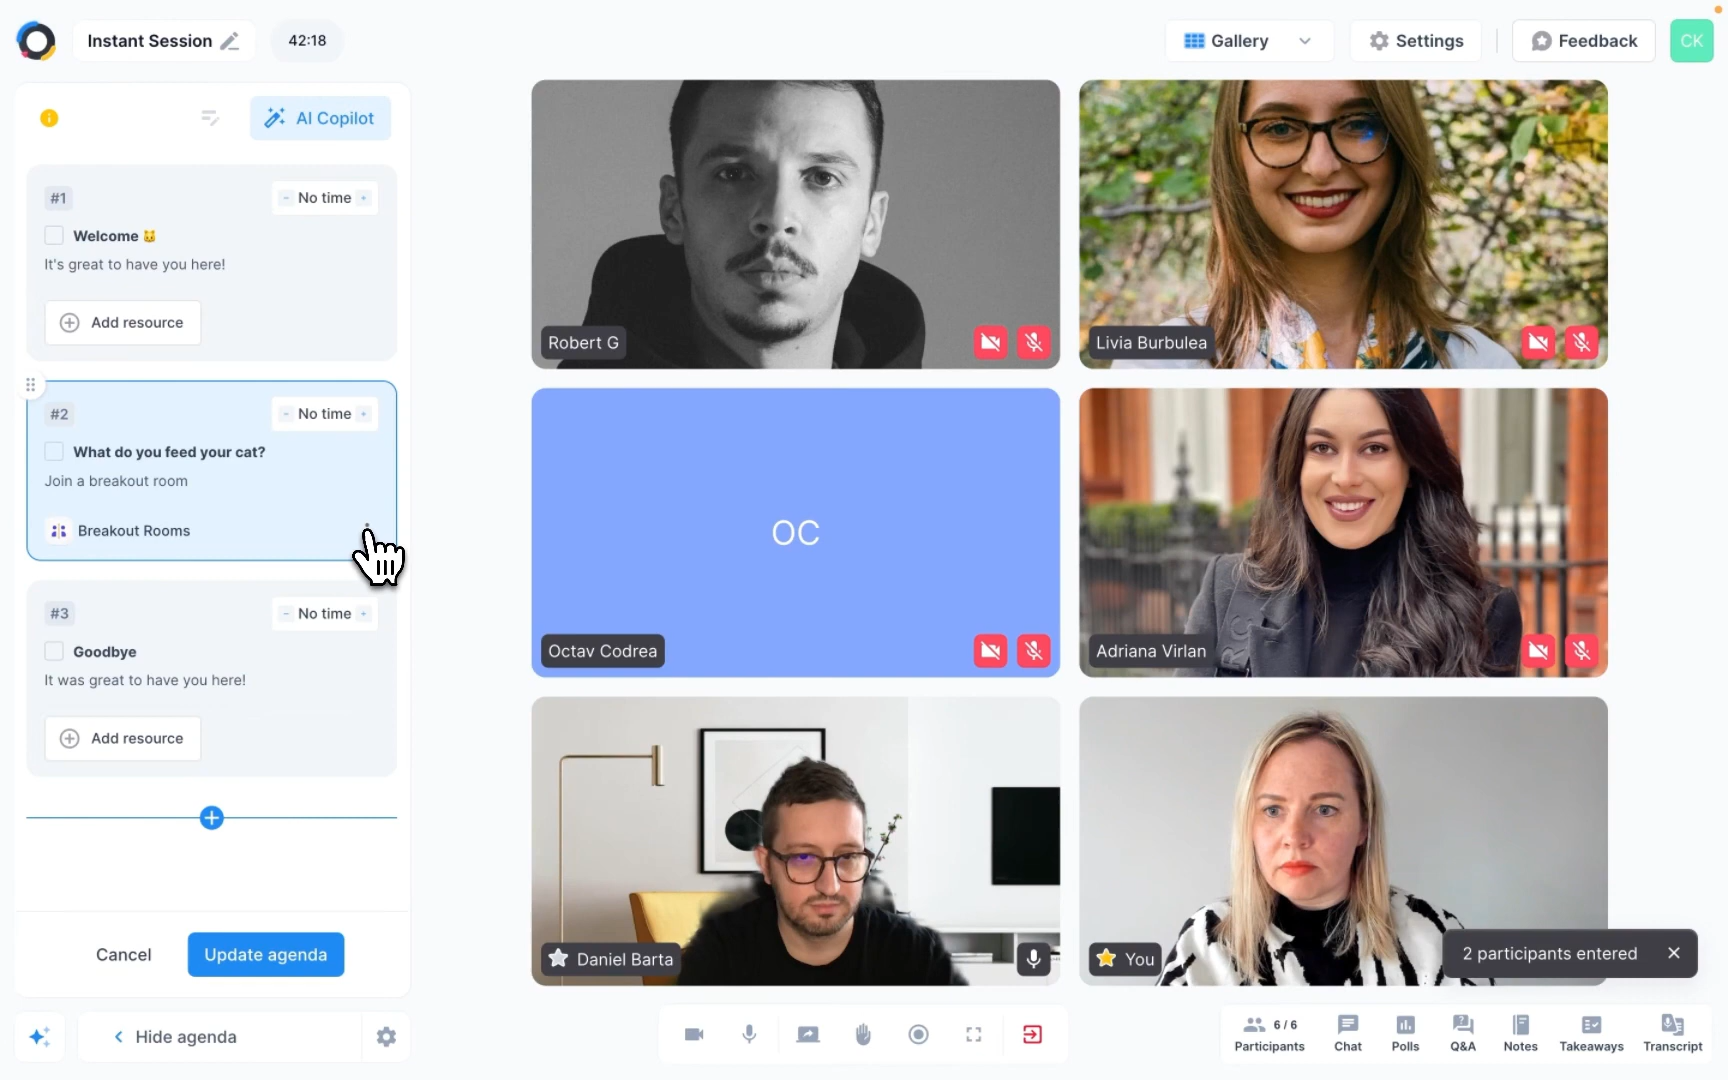 Instant Session
42:18
Gallery
Settings
Feedback
CK
AI Copilot
#1
- No time +
Welcome 🐱
It's great to have you here!
Add resource
#2
- No time +
What do you feed your cat?
Join a breakout room
Breakout Rooms
#3
- No time +
Goodbye
It was great to have you here!
Add resource
Cancel
Update agenda
Hide agenda
Robert G
Livia Burbulea
OC
Octav Codrea
Adriana Virlan
Daniel Barta
You
2 participants entered
6 / 6
Participants
Chat
Polls
Q&A
Notes
Takeaways
Transcript